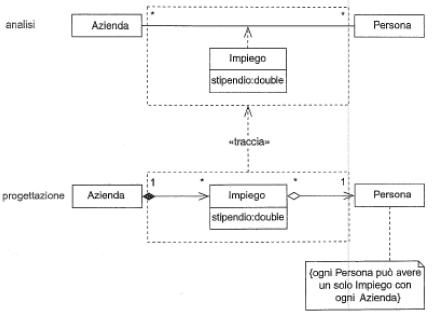 analisi
Azienda
*
*
Persona
Impiego
stipendio:double
«traccia»
progettazione
Azienda
1
*
Impiego
stipendio:double
*
1
Persona
{ogni Persona può avere
un solo Impiego con
ogni Azienda}